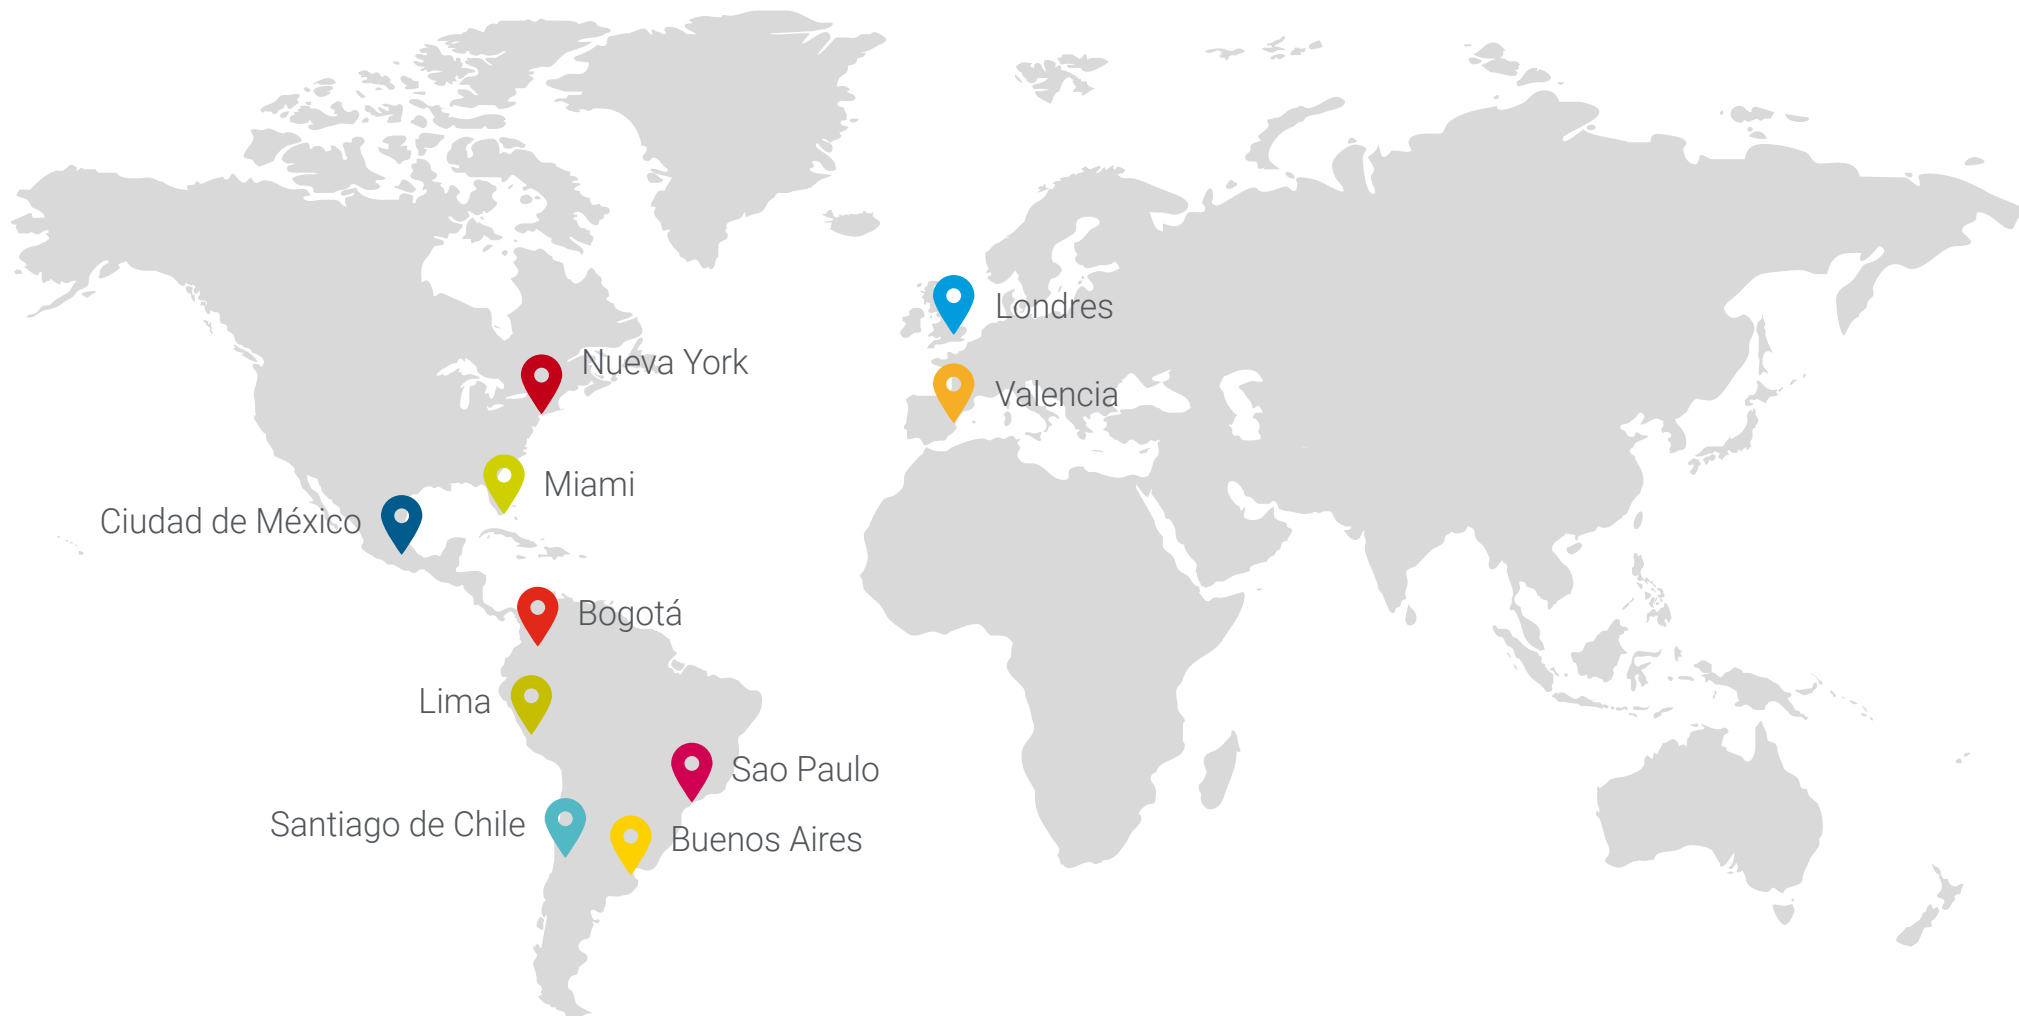 Londres
Nueva York
Valencia
Miami
Ciudad de México
Bogotá
Lima
Sao Paulo
Santiago de Chile
Buenos Aires